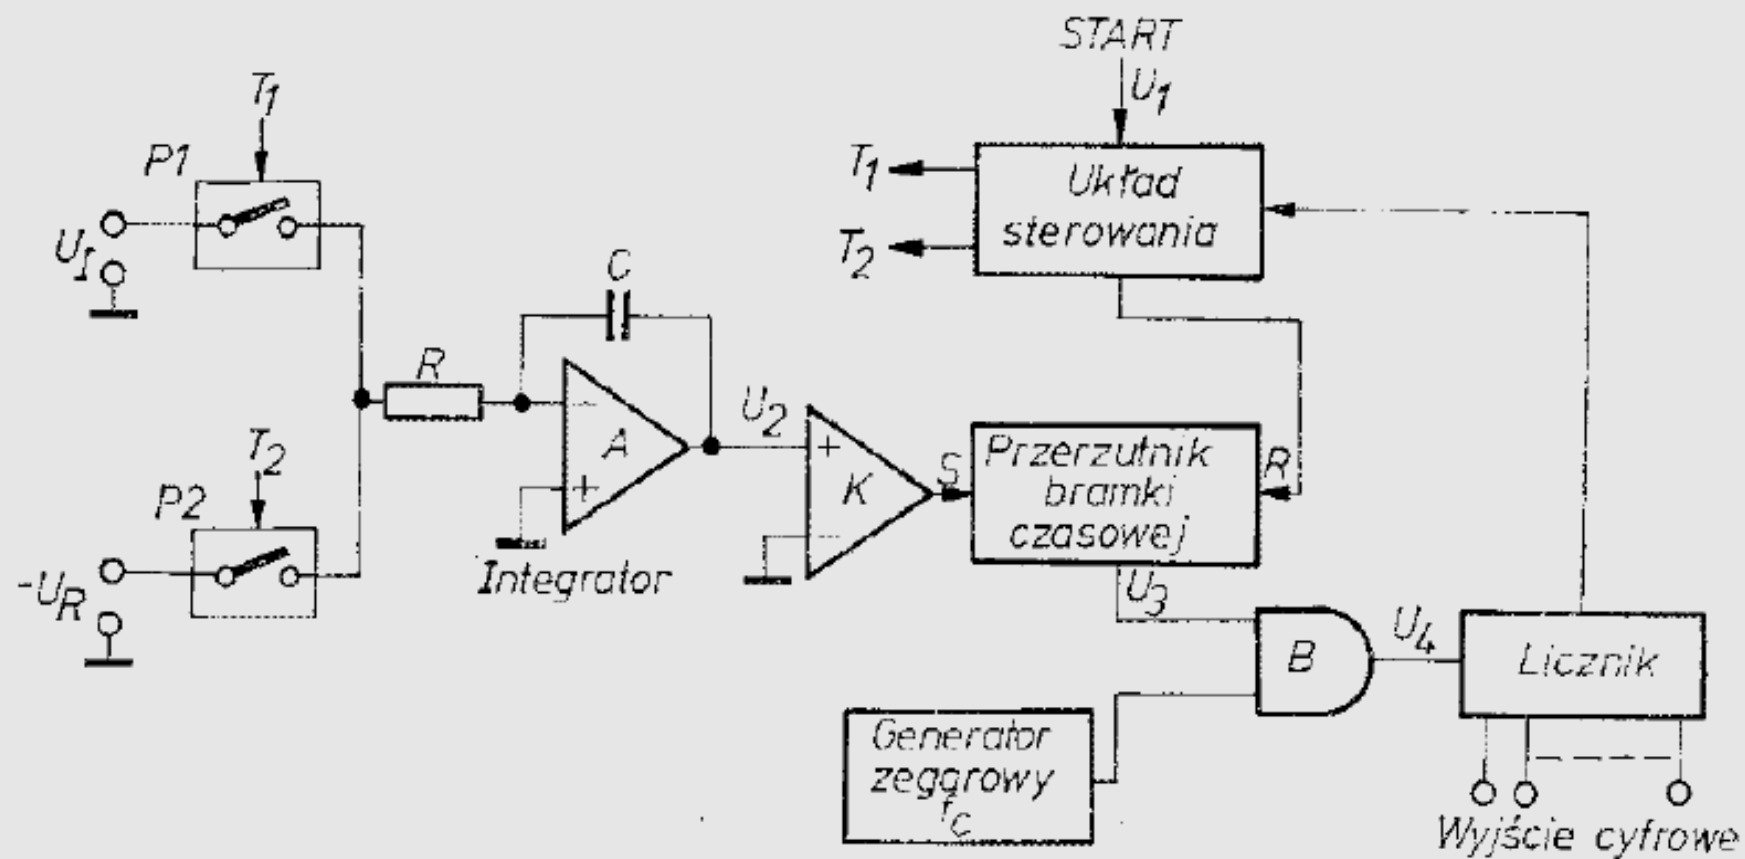 START
U1
T1
P1
UI
T1
T2
Układ
sterowania
C
R
A
-
+
Integrator
U2
+
-
K
S
Przerzutnik
bramki
czasowej
R
T2
P2
-UR
U3
B
U4
Licznik
Generator
zegarowy
fC
Wyjście cyfrowe